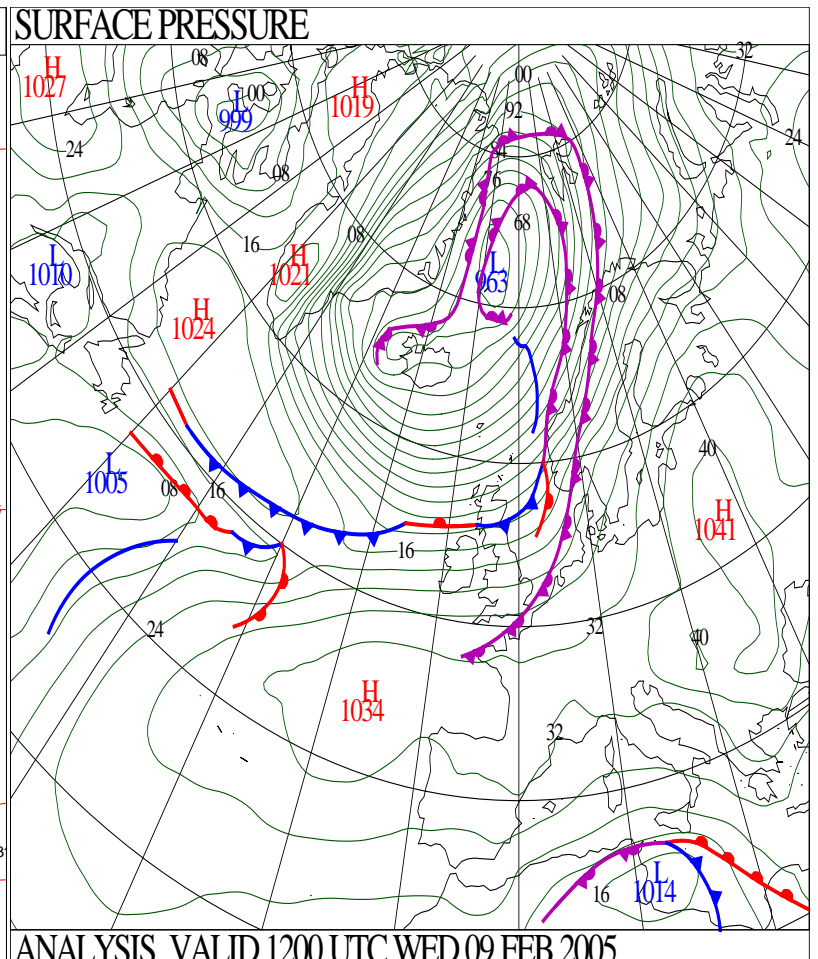 SURFACE PRESSURE
H 1027
08
L 999
00
H 1019
00
92
32
24
24
84
08
76
16
08
68
L 1010
H 1021
L 963
08
H 1024
L 1005
08
16
40
H 1041
16
24
32
40
H 1034
32
L 1014
16
ANALYSIS VALID 1200 UTC WED 09 FEB 2005